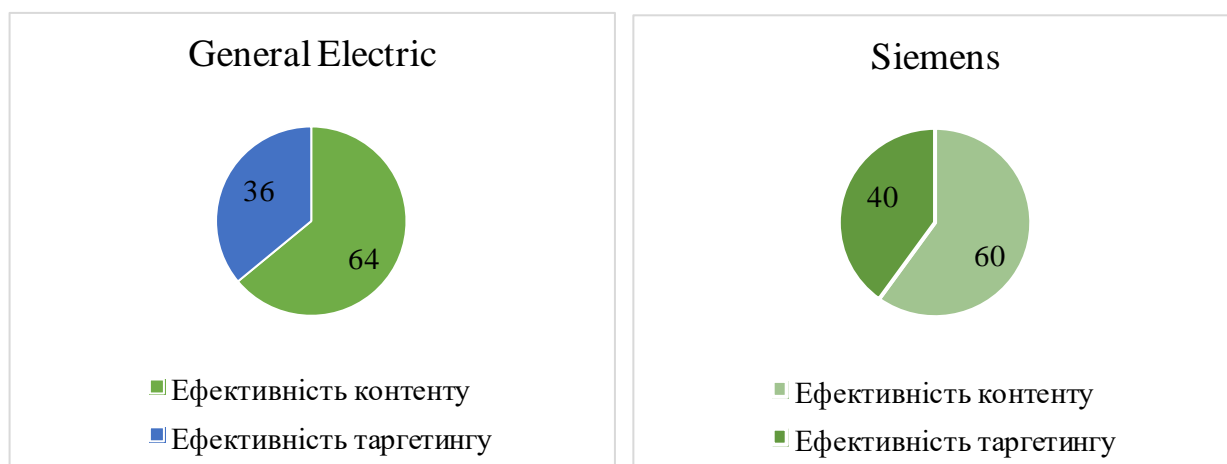 General Electric
36
64
Ефективність контенту
Ефективність таргетингу
Siemens
40
60
Ефективність контенту
Ефективність таргетингу